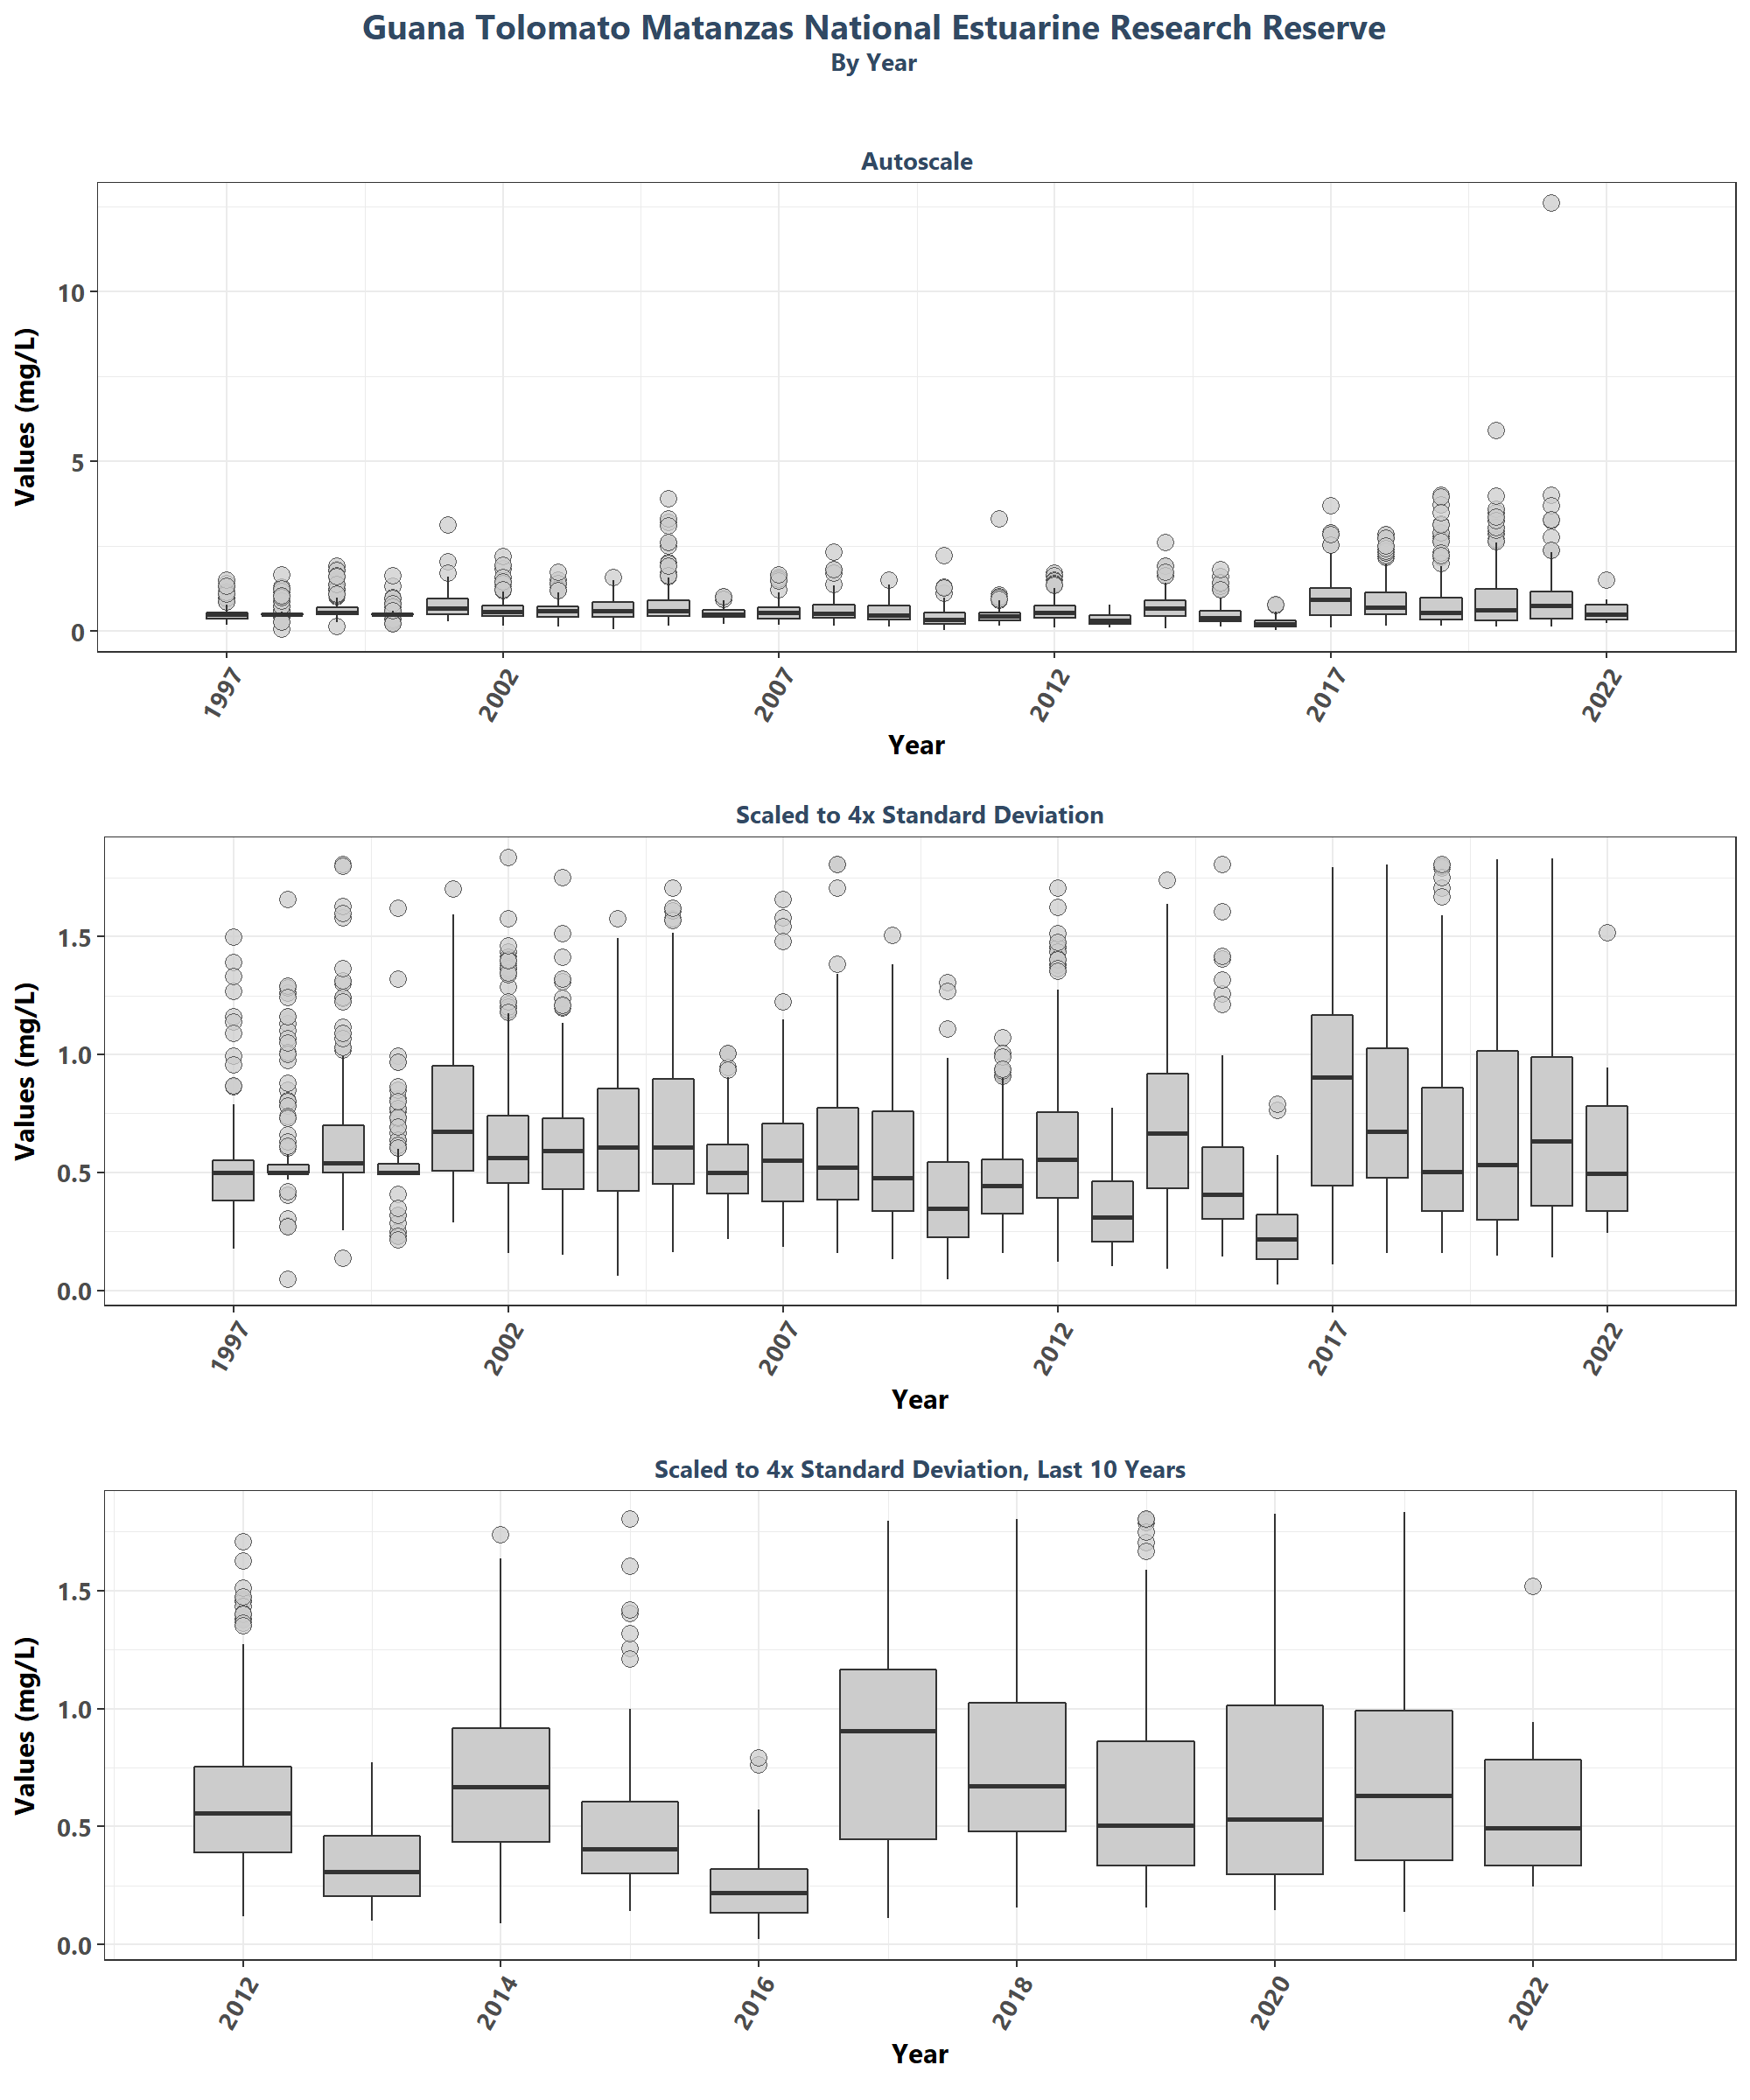 Guana Tolomato Matanzas National Estuarine Research Reserve
By Year
Autoscale
Values (mg/L)
10
5
0
1997 2002 2007 2012 2017 2022
Year
Scaled to 4x Standard Deviation
Values (mg/L)
1.5
1.0
0.5
0.0
1997 2002 2007 2012 2017 2022
Year
Scaled to 4x Standard Deviation, Last 10 Years
Values (mg/L)
1.5
1.0
0.5
0.0
2012 2014 2016 2018 2020 2022
Year